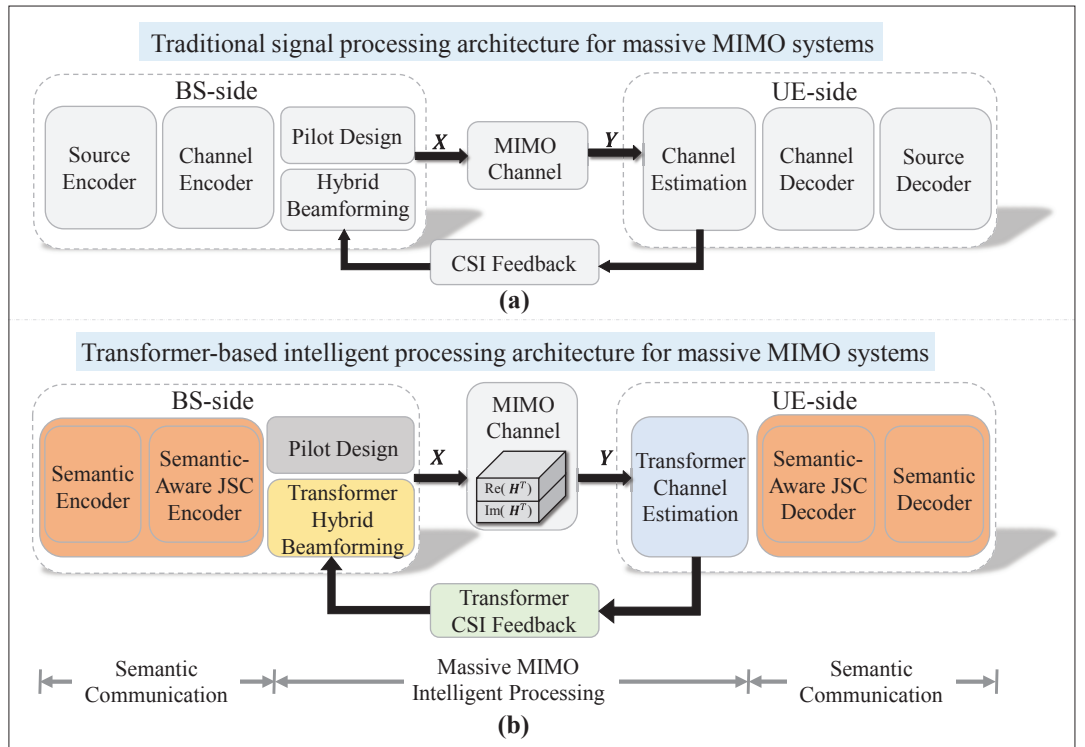 Traditional signal processing architecture for massive MIMO systems
BS-side
UE-side
Source
Encoder
Channel
Encoder
Pilot Design
Hybrid
Beamforming
X
MIMO
Channel
Y
Channel
Estimation
Channel
Decoder
Source
Decoder
CSI Feedback
(a)
Transformer-based intelligent processing architecture for massive MIMO systems
BS-side
UE-side
Semantic
Encoder
Semantic-
Aware JSC
Encoder
Pilot Design
Transformer
Hybrid
Beamforming
X
MIMO
Channel
Re( H^T )
Im( H^T )
Y
Transformer
Channel
Estimation
Semantic-
Aware JSC
Decoder
Semantic
Decoder
Transformer
CSI Feedback
Semantic
Communication
Massive MIMO
Intelligent Processing
Semantic
Communication
(b)